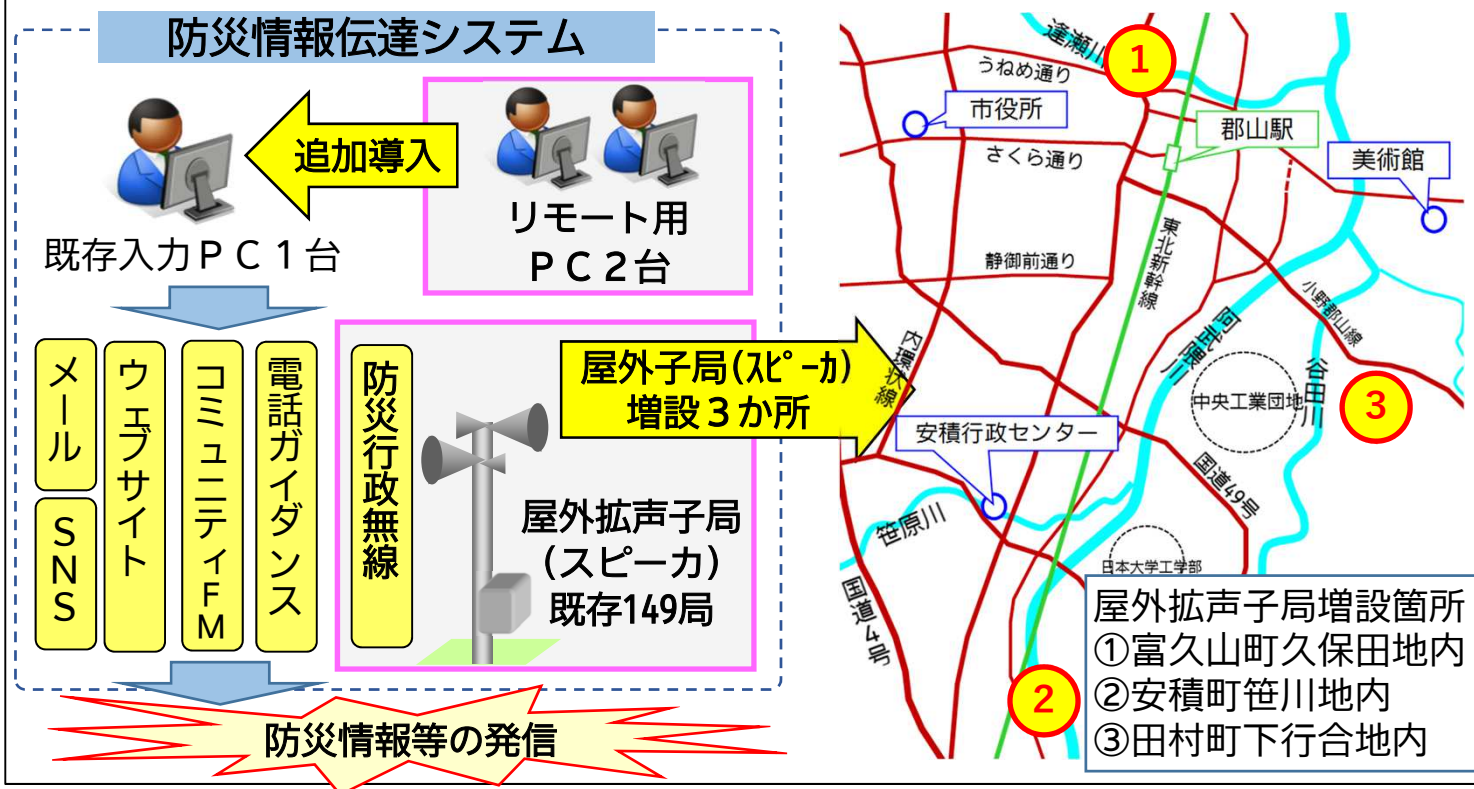 防災情報伝達システム
追加導入
既存入力PC1台
リモート用
PC2台
メール
SNS
ウェブサイト
コミュニティFM
電話ガイダンス
防災行政無線
屋外拡声子局
(スピーカ)
既存149局
屋外子局(ｽﾋﾟｰｶ)
増設3か所
防災情報等の発信
逢瀬川
①
うねめ通り
市役所
郡山駅
さくら通り
美術館
東北新幹線
静御前通り
小野郡山線
阿武隈川
内環状線
谷田川
中央工業団地
③
安積行政センター
国道49号
笹原川
日本大学工学部
国道4号
②
屋外拡声子局増設箇所
①富久山町久保田地内
②安積町笹川地内
③田村町下行合地内